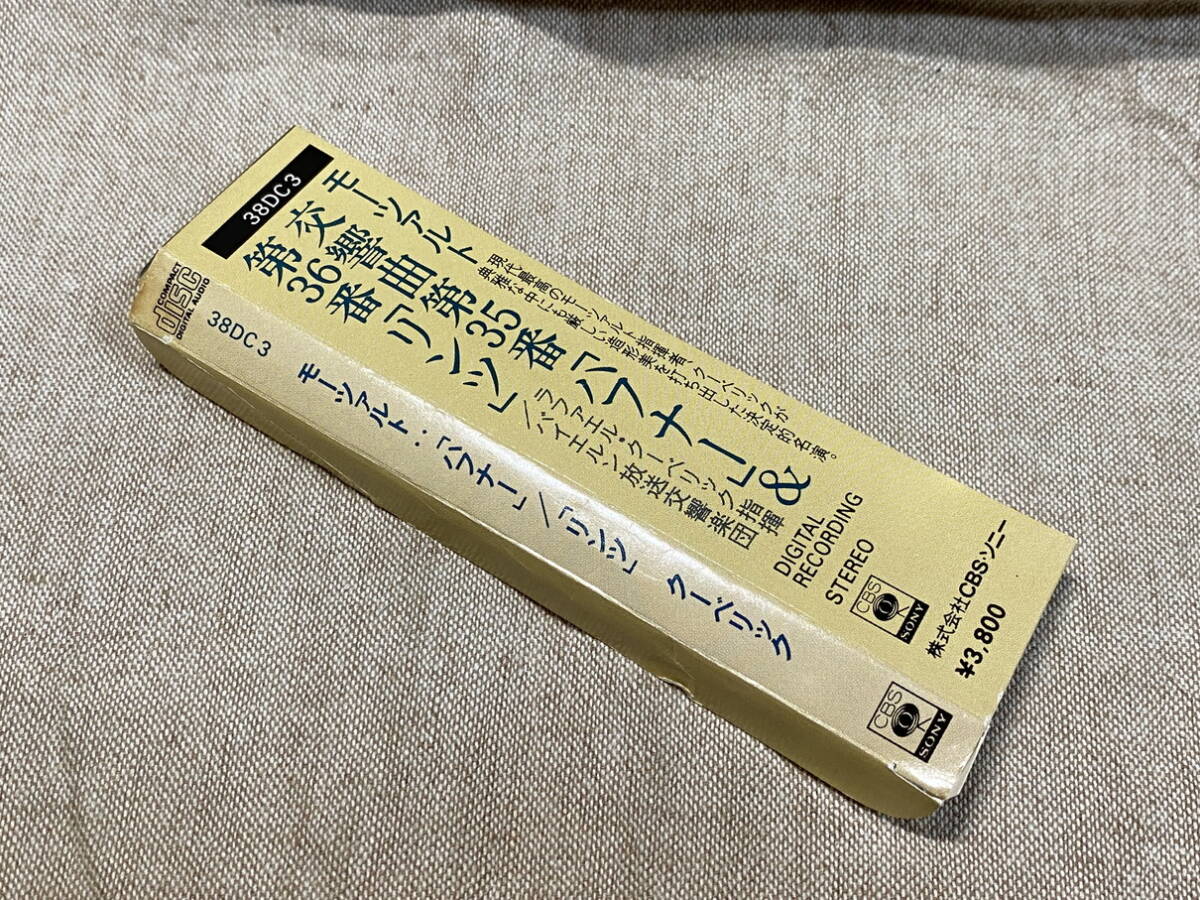 38DC3
モーツァルト
交響曲第35番「ハフナー」&
第36番「リンツ」
現代最高のモーツァルト指揮者、クーベリックが
典雅な中にも厳しい造形美を打ち出した決定的名演。
ラファエル・クーベリック指揮
/バイエルン放送交響楽団
DIGITAL
RECORDING
STEREO
CBS
SONY
株式会社CBS・ソニー
¥3,800
COMPACT
disc
DIGITAL AUDIO
38DC3
モーツァルト:「ハフナー」/「リンツ」 クーベリック
CBS
SONY